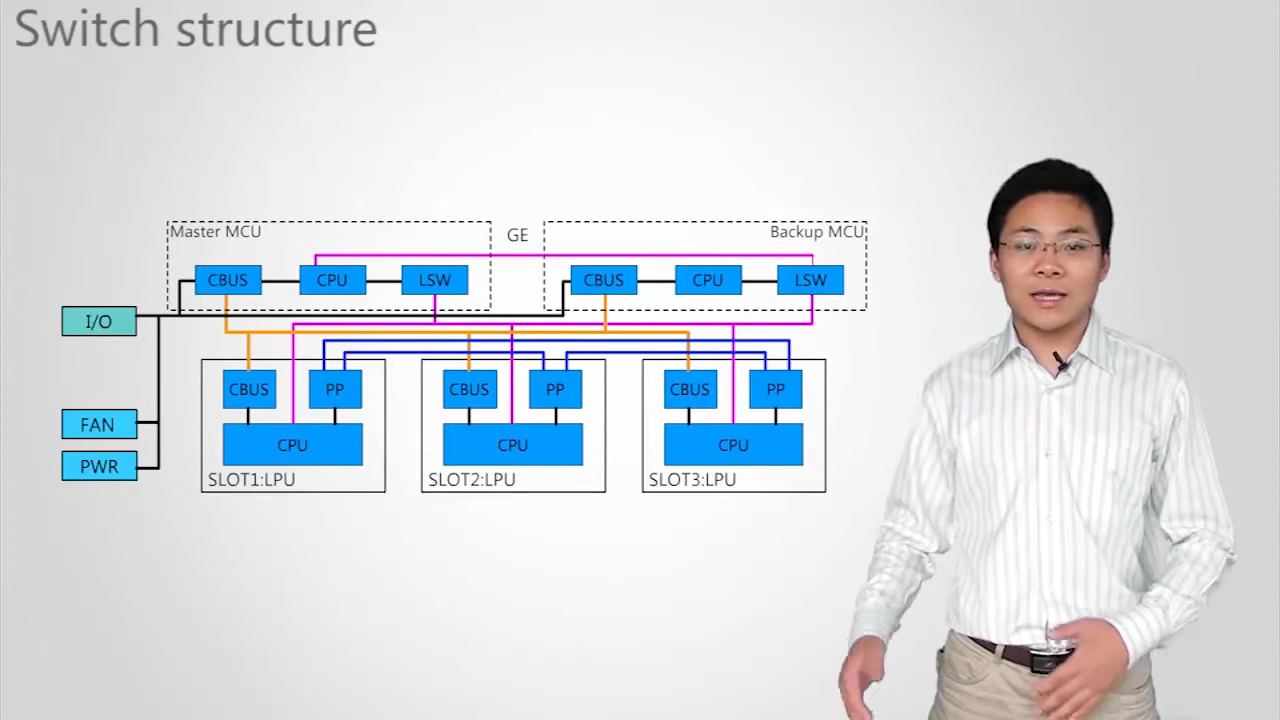 Switch structure
Master MCU
GE
Backup MCU
CBUS
CPU
LSW
CBUS
CPU
LSW
I/O
FAN
PWR
CBUS
PP
CPU
SLOT1:LPU
CBUS
PP
CPU
SLOT2:LPU
CBUS
PP
CPU
SLOT3:LPU